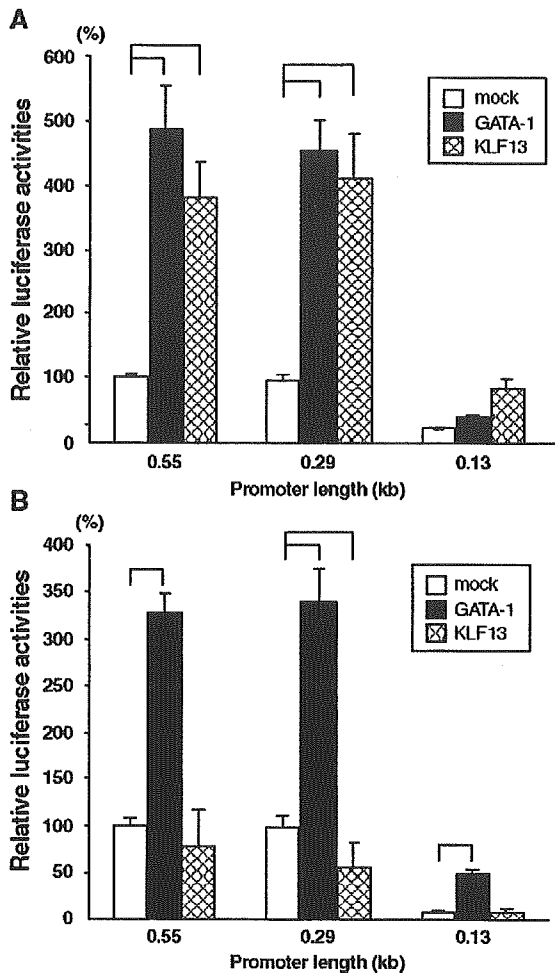 A
(%)
600
500
400
300
200
100
0
Relative luciferase activities
mock
GATA-1
KLF13
0.55
0.29
0.13
Promoter length (kb)
B
(%)
400
350
300
250
200
150
100
50
0
Relative luciferase activities
mock
GATA-1
KLF13
0.55
0.29
0.13
Promoter length (kb)